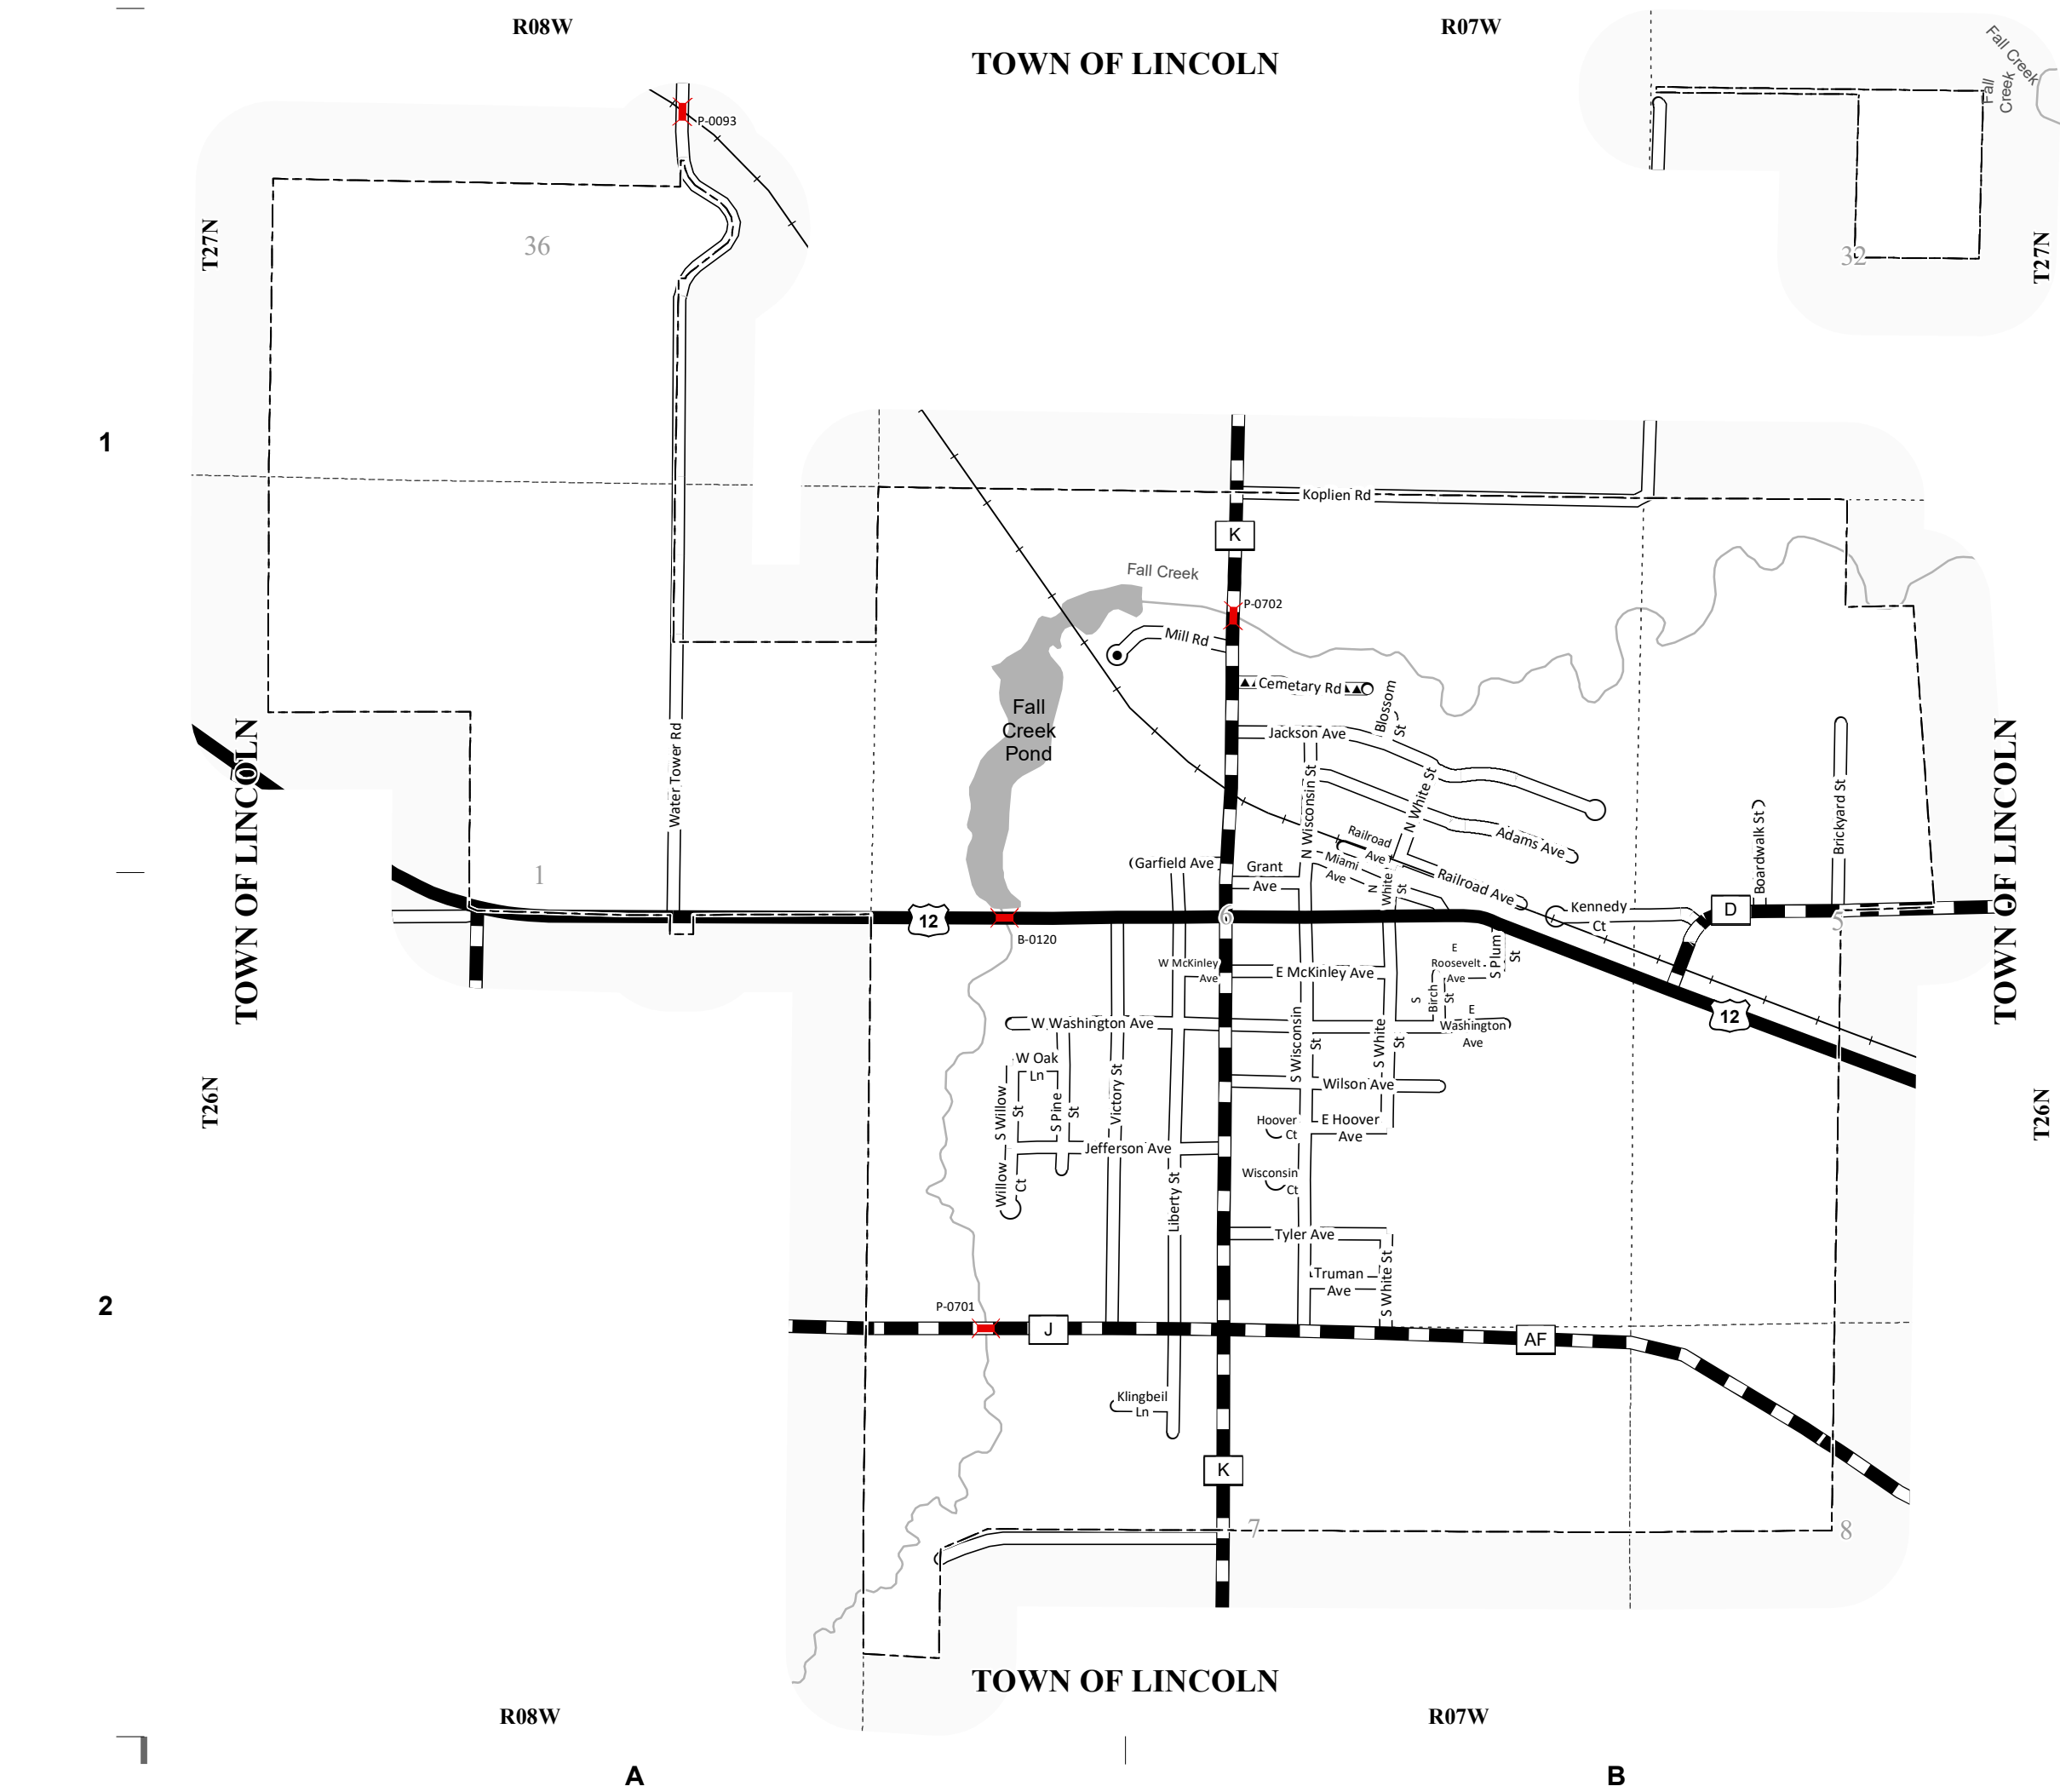 R08W
R07W
TOWN OF LINCOLN
Fall Creek
Fall
Creek
P-0093
T27N
36
32
T27N
1
Koplien Rd
K
Fall Creek
P-0702
Mill Rd
Cemetary Rd
Blossom
St
Fall
Creek
Pond
Jackson Ave
TOWN OF LINCOLN
Water Tower Rd
N Wisconsin St
N White St
Adams Ave
Boardwalk St
Brickyard St
TOWN OF LINCOLN
Railroad
Ave
Miami
Ave
(Garfield Ave
Grant
Ave
N White
St
Railroad Ave
1
Kennedy
Ct
D
5
12
6
B-0120
W McKinley
Ave
E McKinley Ave
E
Roosevelt
Ave
S Plum
St
S
Birch
St
12
W Washington Ave
E
Washington
Ave
W Oak
Ln
S Wisconsin
St
S White
St
T26N
T26N
S Willow
St
S Pine
St
Victory St
Wilson Ave
Hoover
Ct
E Hoover
Ave
Jefferson Ave
Willow
Ct
Wisconsin
Ct
Liberty St
Tyler Ave
Truman
Ave
S White St
2
P-0701
J
AF
Klingbeil
Ln
K
7
8
TOWN OF LINCOLN
R08W
R07W
A
B